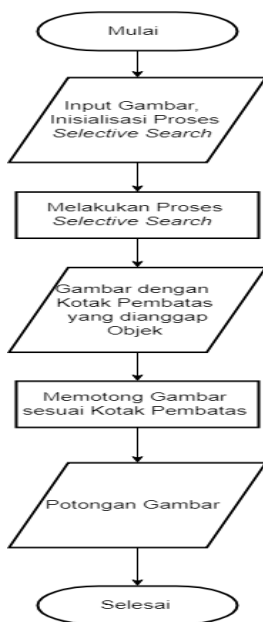 Mulai
Input Gambar,
Inisialisasi Proses
Selective Search
Melakukan Proses
Selective Search
Gambar dengan
Kotak Pembatas
yang dianggap
Objek
Memotong Gambar
sesuai Kotak Pembatas
Potongan Gambar
Selesai